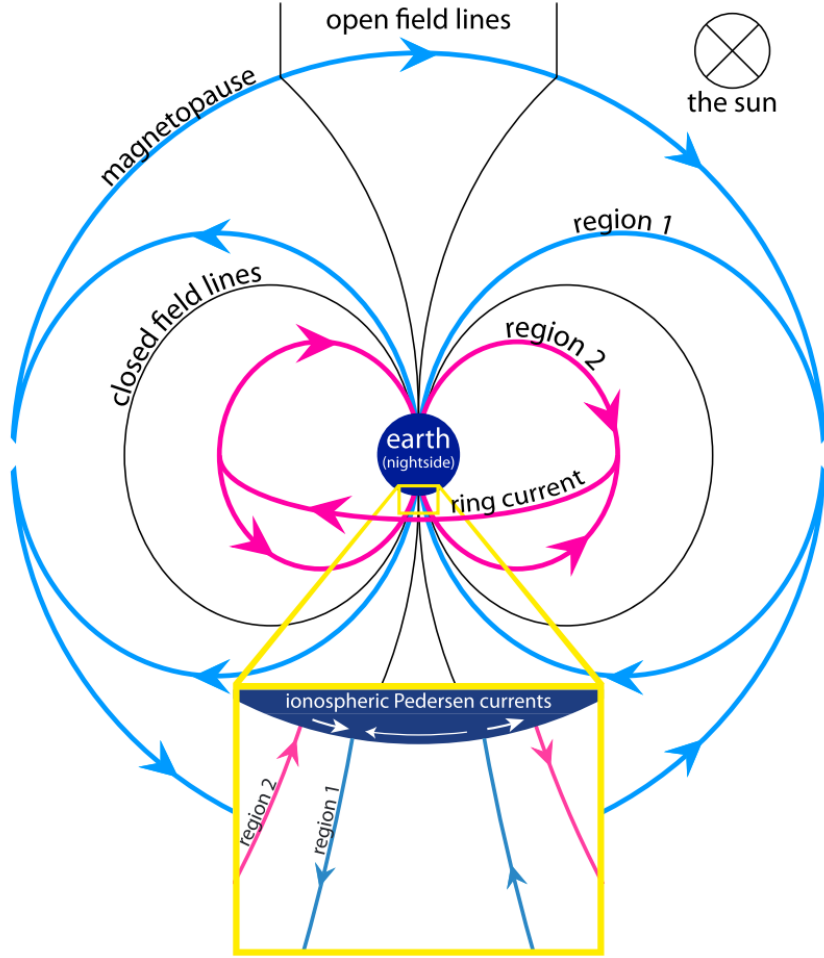 open field lines
the sun
magnetopause
region 1
closed field lines
region 2
earth
(nightside)
ring current
ionospheric Pedersen currents
region 2
region 1